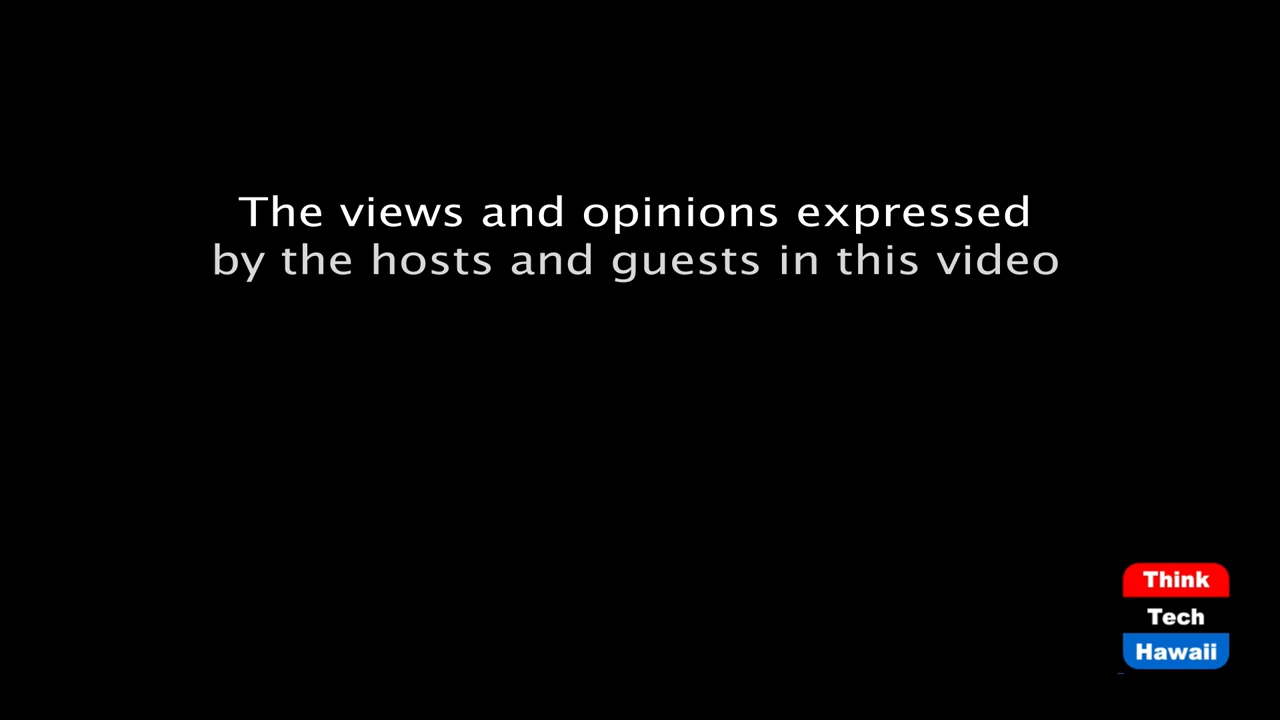 The views and opinions expressed
by the hosts and guests in this video
Think
Tech
Hawaii